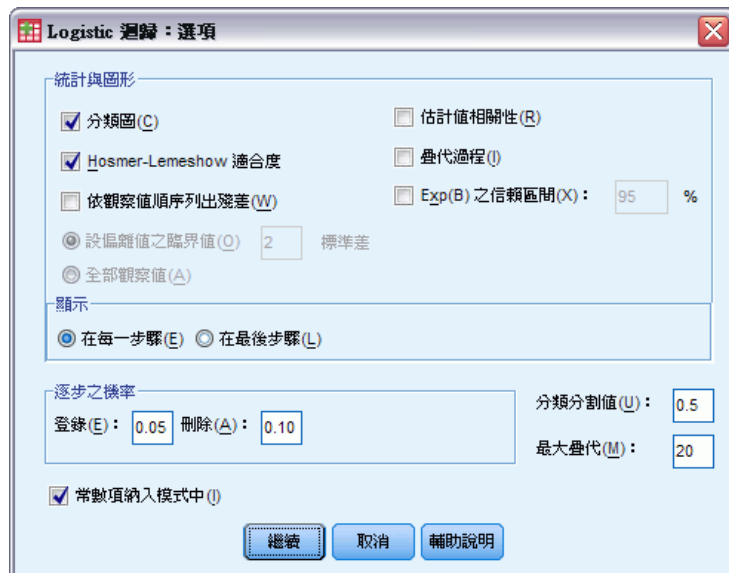 Logistic 迴歸：選項
統計與圖形
分類圖(C)
估計值相關性(R)
Hosmer-Lemeshow 適合度
疊代過程(I)
依觀察值順序列出殘差(W)
Exp(B) 之信賴區間(X)： 95 %
設偏離值之臨界值(O) 2 標準差
全部觀察值(A)
顯示
在每一步驟(E) 在最後步驟(L)
逐步之機率
登錄(E)： 0.05 刪除(A)： 0.10
分類分割值(U)： 0.5
最大疊代(M)： 20
常數項納入模式中(I)
繼續 取消 輔助說明